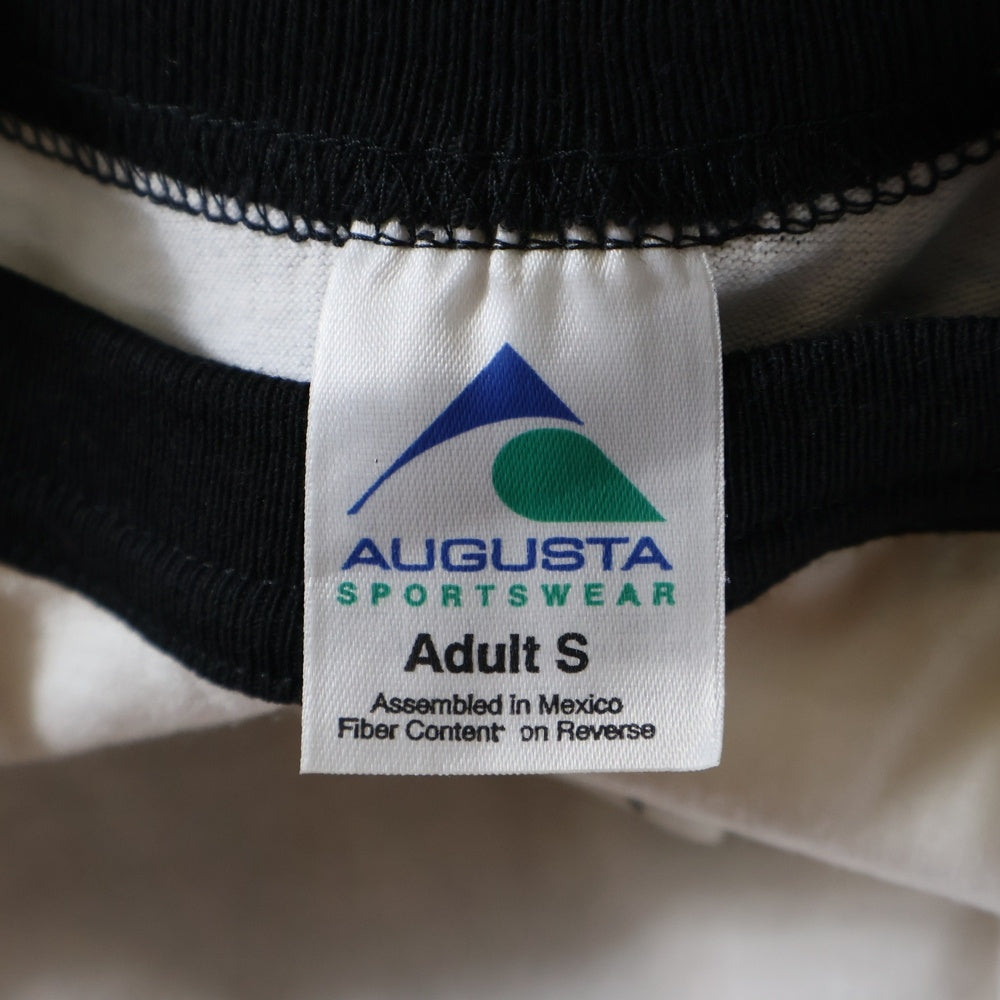 AUGUSTA
SPORTSWEAR
Adult S
Assembled in Mexico
Fiber Content on Reverse